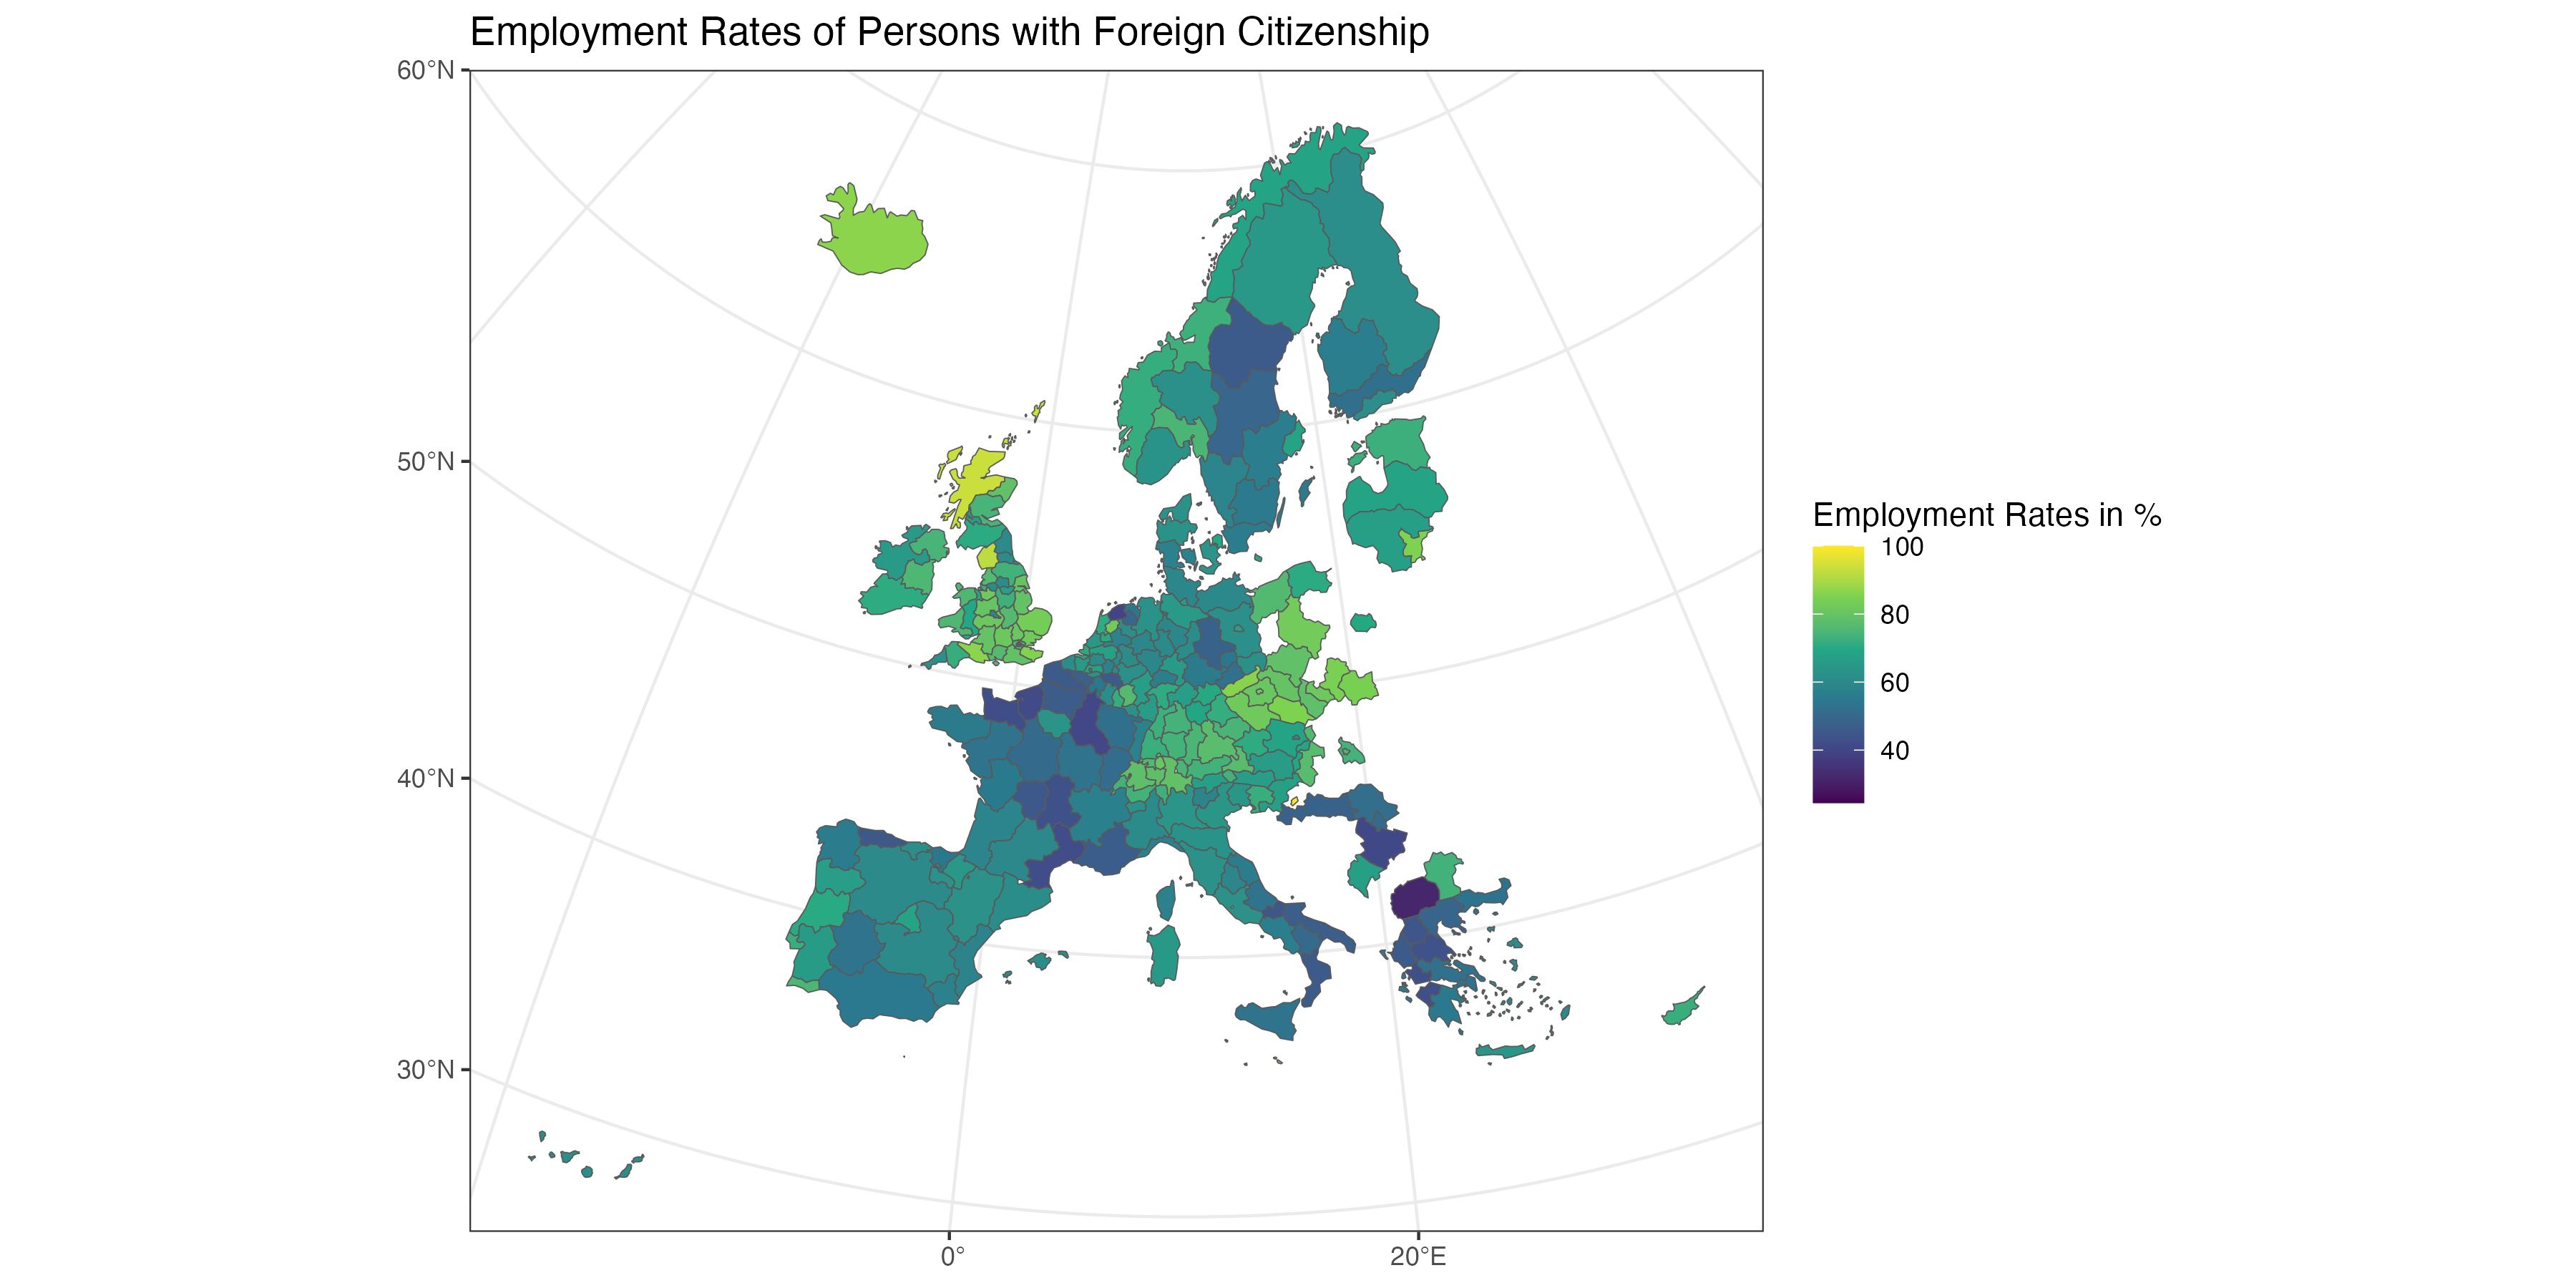 Employment Rates of Persons with Foreign Citizenship
60°N
50°N
40°N
30°N
0°
20°E
Employment Rates in %
100
80
60
40